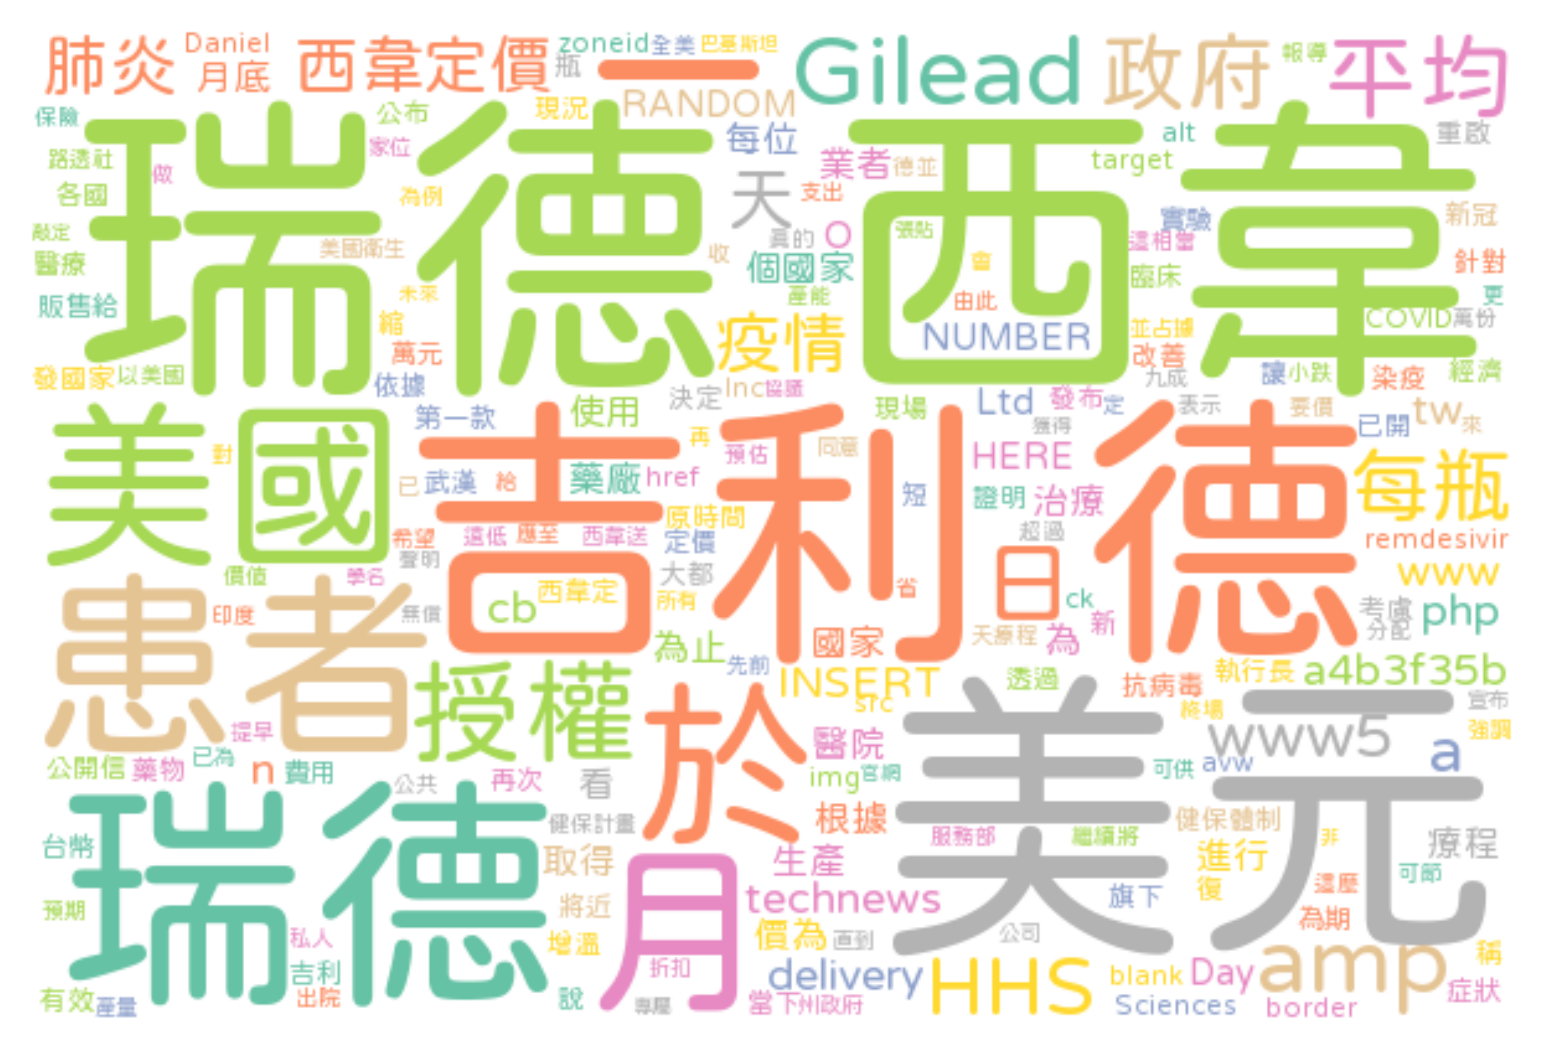 肺炎 Daniel 西韋定價 zoneid 全美 巴基斯坦 Gilead 政府 報導 平均
月底 瓶 一 RANDOM
保險 公布 現況 每位 alt 重啟
瑞德西韋
路透社 做 家位 業者 德並 target
各國 為例 天 支出 實驗 新冠
敲定 美國衛生 真的 O 張貼 這相當
醫療 收 個國家 會 臨床 針對
販售給 未來 產能 由此 更
縮 疫情 NUMBER 並占據 COVID 萬份
萬元 改善
發國家 以美國 依據 決定 Inc 協議 九成 讓 小跌 染疫 經濟
第一款 使用 現場 Ltd 發布 定 表示 要價 已開 tw 來
美國 吉利德
對 再 預估 同意 HERE 獲得 每瓶
已 武漢 給 藥廠 href 短 證明 治療
希望 遠低 應至 西韋送 原時間 定價 超過 remdesivir
聲明 大都 日 www
價值 學名 西韋定 所有 省 ck 考慮 php
患者 印度 無償 cb 國家 天療程 為 新 分配
授權 為止 先前 INSERT 透過 抗病毒 執行長 a4b3f35b
src 終場 宣布
提早 於 美元 www5 強調
公開信 藥物 已為 n 費用 公共 再次 看 醫院 img 官網 可供 avw a
瑞德
台幣 健保計畫 根據 服務部 繼續將 健保體制 非 療程
取得 月 生產 進行 可節
預期 將近 technews 旗下 復 這麼
私人 增溫 價為 直到 公司 為期
吉利 折扣 delivery HHS blank Day amp 稱
有效 產量 出院 說 專屬 當 下州政府 Sciences border 症狀